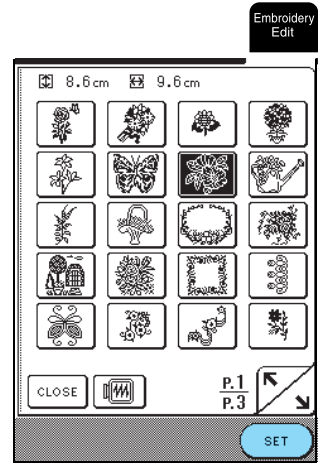 Embroidery
Edit
8.6cm 9.6cm
CLOSE
P.1
P.3
SET